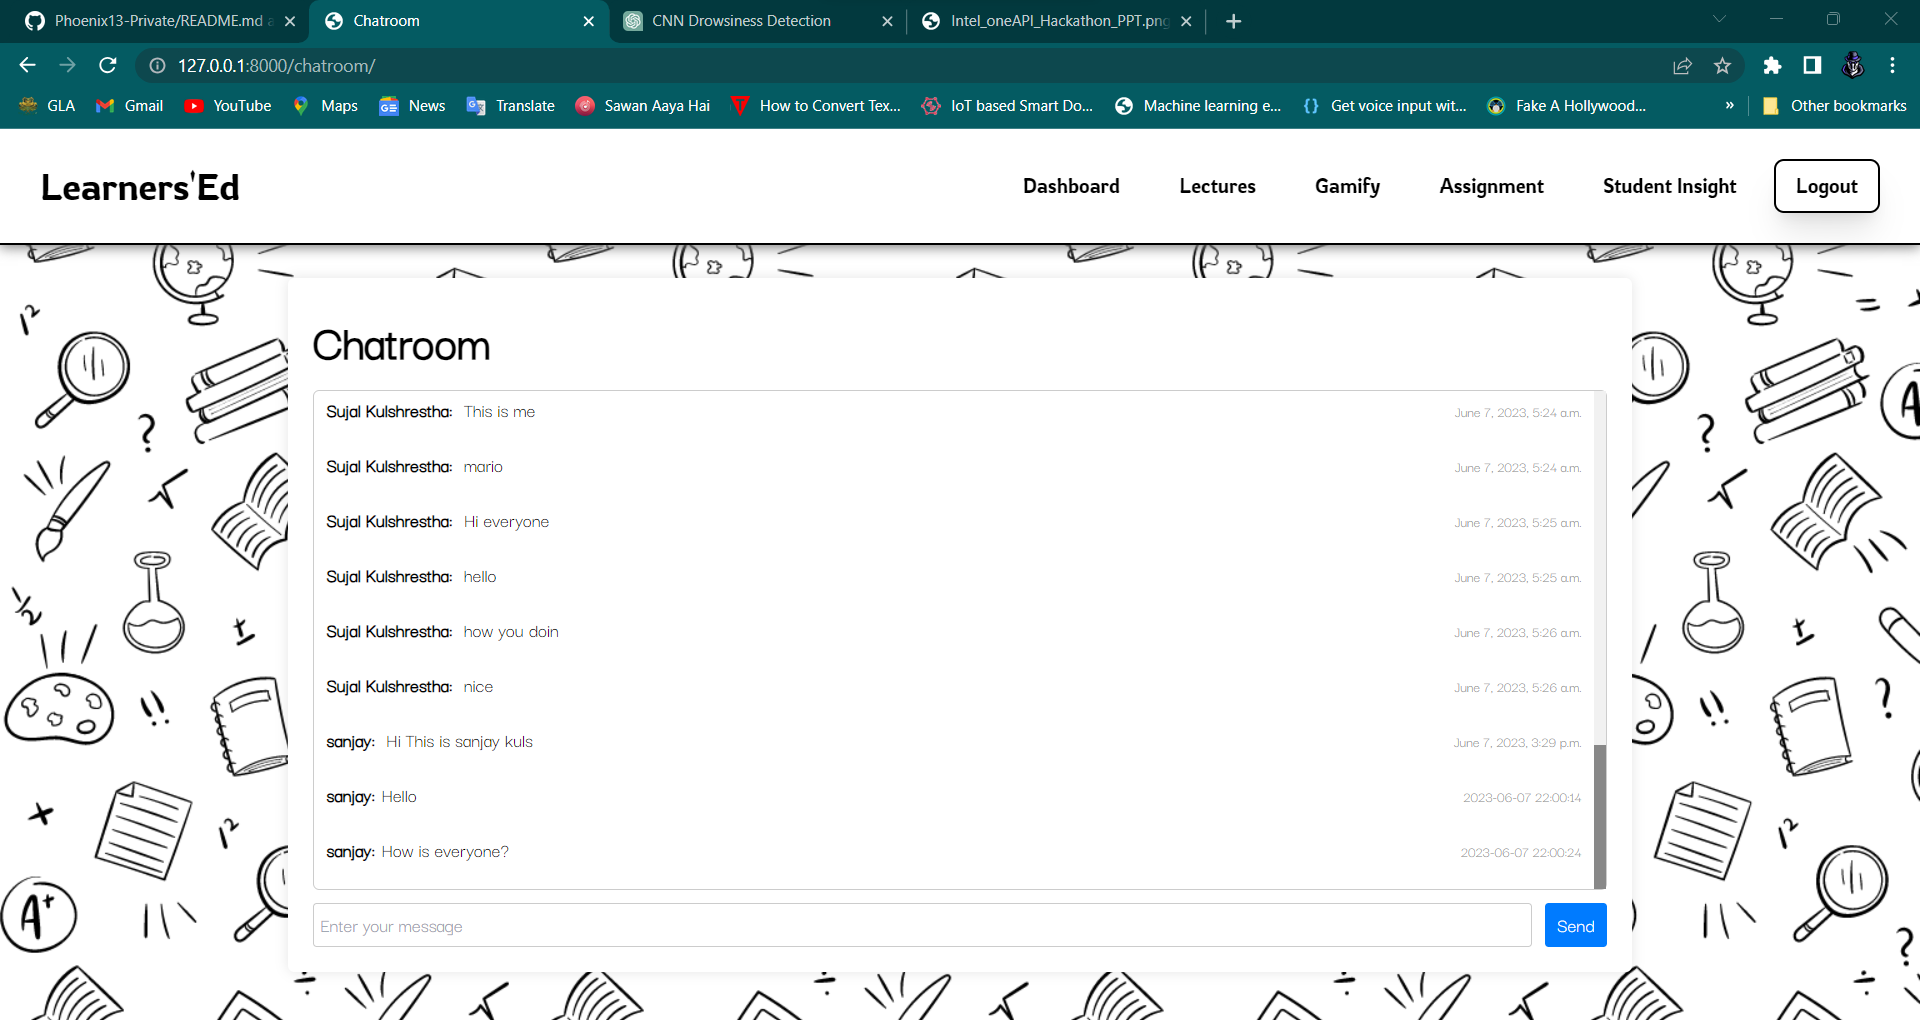 Phoenix13-Private/README.md a
Chatroom
CNN Drowsiness Detection
Intel_oneAPI_Hackathon_PPT.png
127.0.0.1:8000/chatroom/
GLA
Gmail
YouTube
Maps
News
Translate
Sawan Aaya Hai
How to Convert Tex...
IoT based Smart Do...
Machine learning e...
Get voice input wit...
Fake A Hollywood...
»
Other bookmarks
Learners'Ed
Dashboard
Lectures
Gamify
Assignment
Student Insight
Logout
Chatroom
Sujal Kulshrestha: This is me June 7, 2023, 5:24 a.m.
Sujal Kulshrestha: mario June 7, 2023, 5:24 a.m.
Sujal Kulshrestha: Hi everyone June 7, 2023, 5:25 a.m.
Sujal Kulshrestha: hello June 7, 2023, 5:25 a.m.
Sujal Kulshrestha: how you doin June 7, 2023, 5:26 a.m.
Sujal Kulshrestha: nice June 7, 2023, 5:26 a.m.
sanjay: Hi This is sanjay kuls June 7, 2023, 3:29 p.m.
sanjay: Hello 2023-06-07 22:00:14
sanjay: How is everyone? 2023-06-07 22:00:24
Enter your message
Send